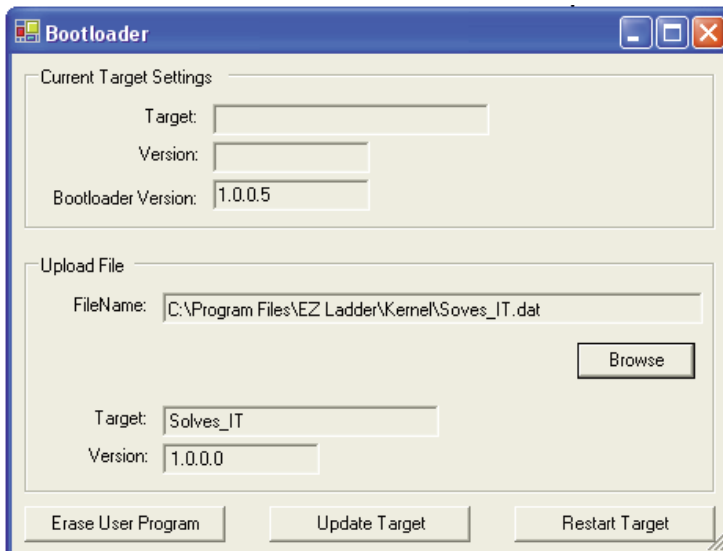 Bootloader
Current Target Settings
Target:
Version:
Bootloader Version: 1.0.0.5
Upload File
FileName: C:\Program Files\EZ Ladder\Kernel\Soves_IT.dat
Browse
Target: Solves_IT
Version: 1.0.0.0
Erase User Program Update Target Restart Target